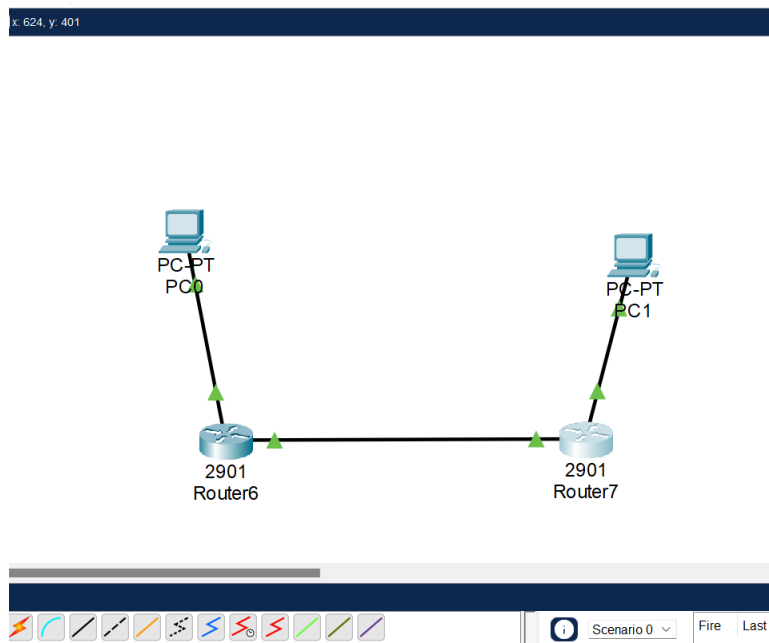 x: 624, y: 401
PC-PT
PC0
PC-PT
PC1
2901
Router6
2901
Router7
i
Scenario 0
Fire
Last